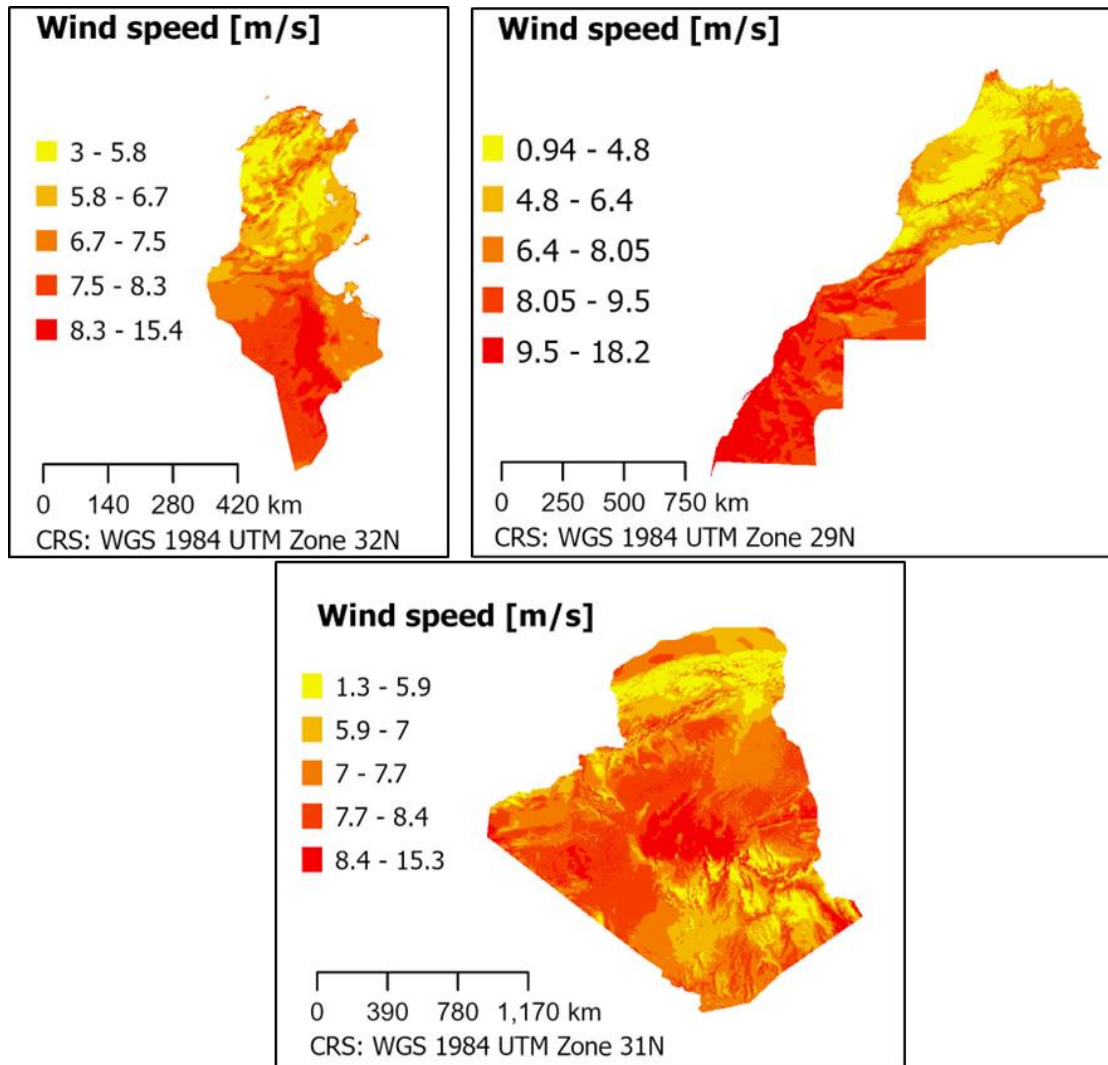 Wind speed [m/s]
3 - 5.8
5.8 - 6.7
6.7 - 7.5
7.5 - 8.3
8.3 - 15.4
0 140 280 420 km
CRS: WGS 1984 UTM Zone 32N
Wind speed [m/s]
0.94 - 4.8
4.8 - 6.4
6.4 - 8.05
8.05 - 9.5
9.5 - 18.2
0 250 500 750 km
CRS: WGS 1984 UTM Zone 29N
Wind speed [m/s]
1.3 - 5.9
5.9 - 7
7 - 7.7
7.7 - 8.4
8.4 - 15.3
0 390 780 1,170 km
CRS: WGS 1984 UTM Zone 31N